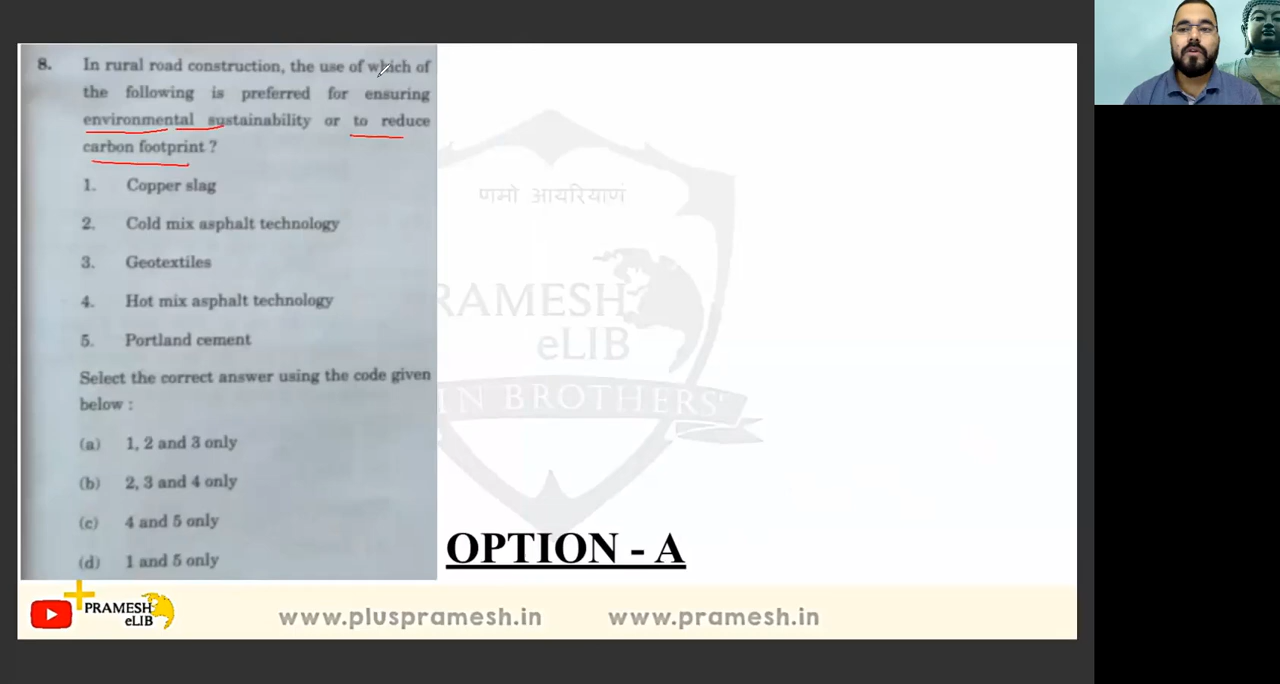 8. In rural road construction, the use of which of
the following is preferred for ensuring
environmental sustainability or to reduce
carbon footprint ?
1. Copper slag
2. Cold mix asphalt technology
3. Geotextiles
4. Hot mix asphalt technology
5. Portland cement
Select the correct answer using the code given
below :
(a) 1, 2 and 3 only
(b) 2, 3 and 4 only
(c) 4 and 5 only
(d) 1 and 5 only
णमो आयरियाणं
RAMESH
eLIB
IN BROTHERS'
OPTION - A
PRAMESH
eLIB
www.pluspramesh.in www.pramesh.in